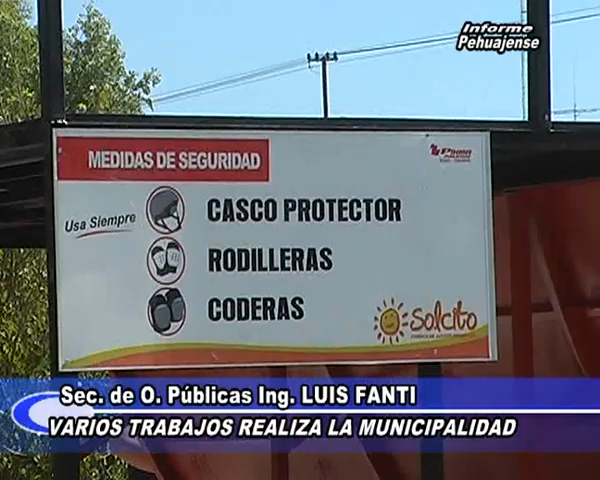 Informe
Pehuajense
MEDIDAS DE SEGURIDAD
Usa Siempre
CASCO PROTECTOR
RODILLERAS
CODERAS
Solcito
Sec. de O. Públicas Ing. LUIS FANTI
VARIOS TRABAJOS REALIZA LA MUNICIPALIDAD